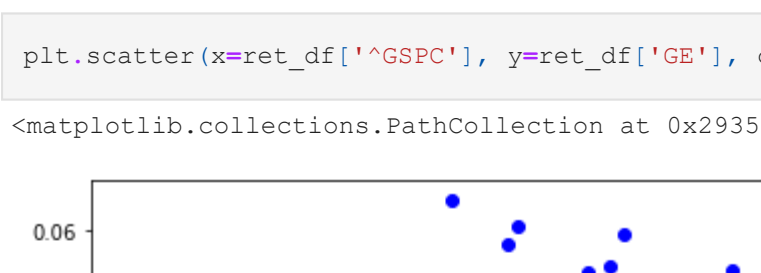 plt.scatter(x=ret_df['^GSPC'], y=ret_df['GE'],
<matplotlib.collections.PathCollection at 0x2935
0.06